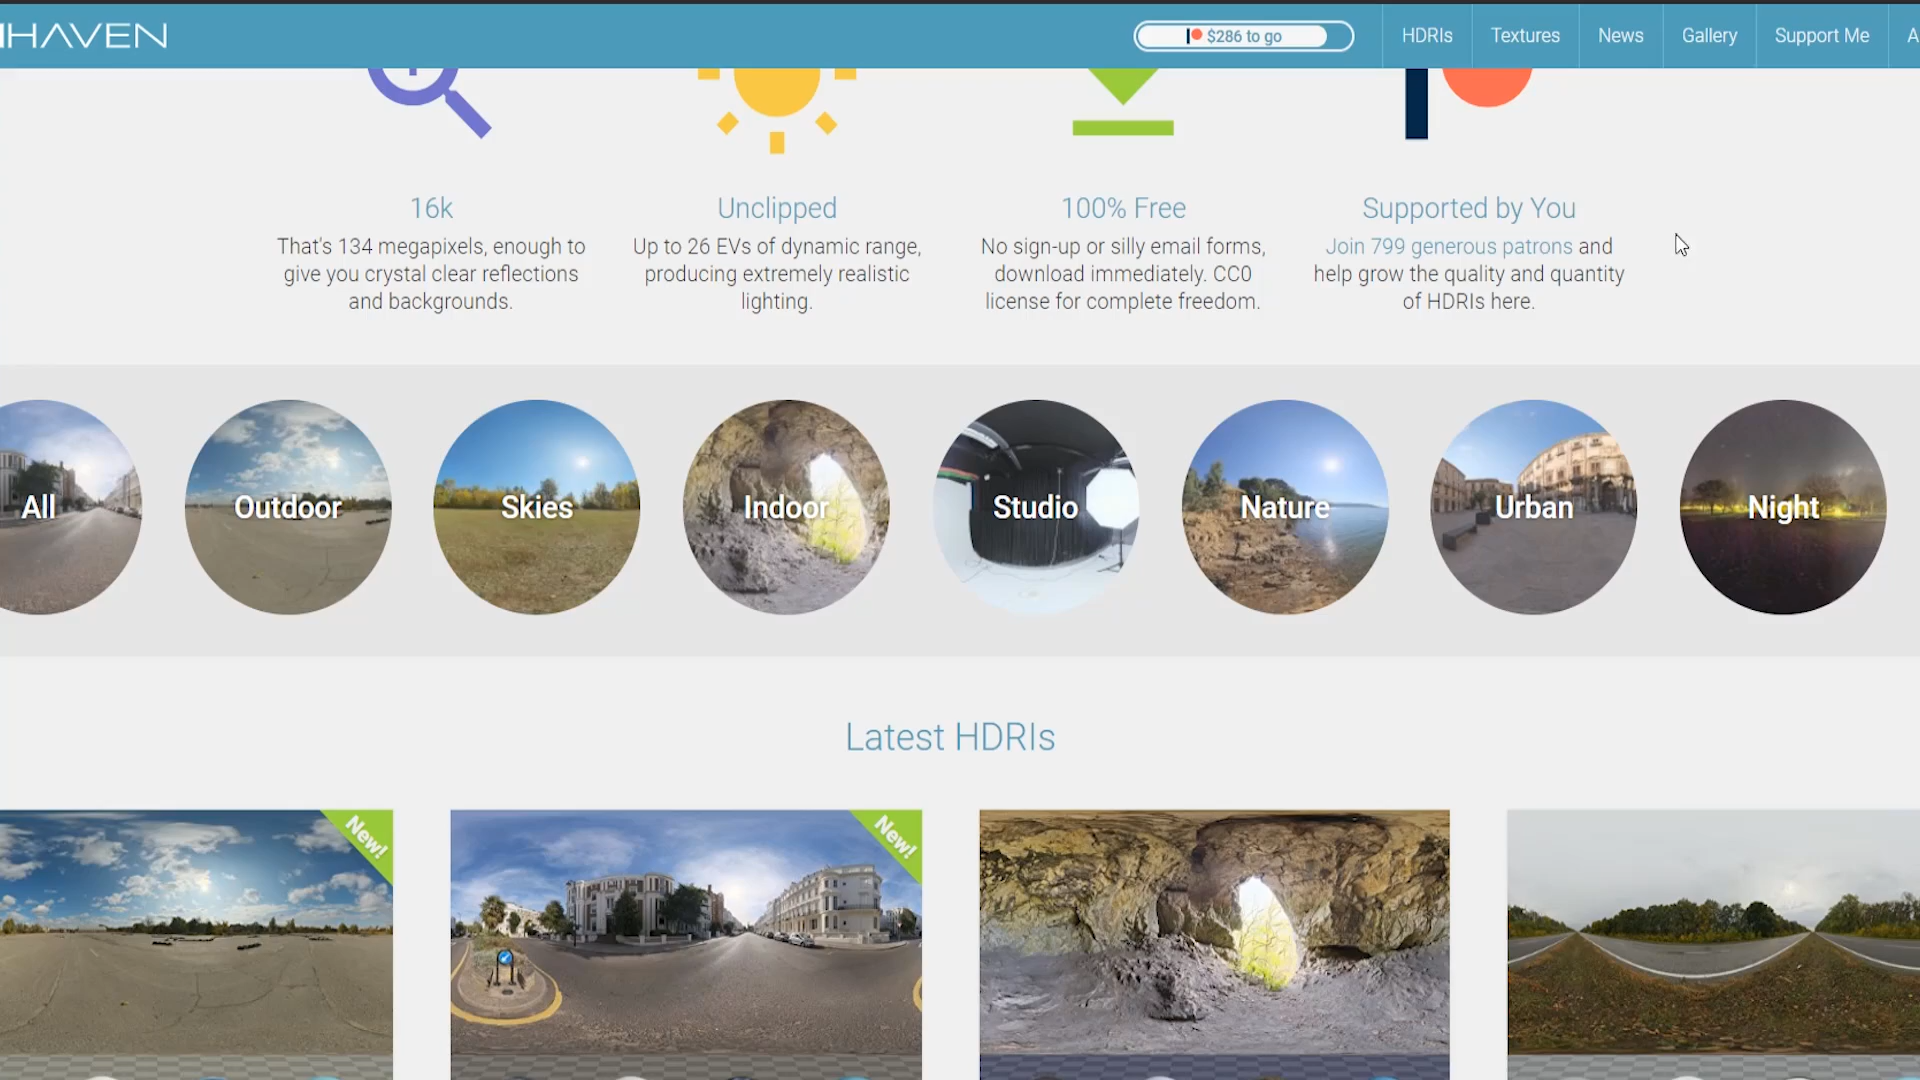 HAVEN
$286 to go
HDRIs
Textures
News
Gallery
Support Me
A
16k
That's 134 megapixels, enough to
give you crystal clear reflections
and backgrounds.
Unclipped
Up to 26 EVs of dynamic range,
producing extremely realistic
lighting.
100% Free
No sign-up or silly email forms,
download immediately. CC0
license for complete freedom.
Supported by You
Join 799 generous patrons and
help grow the quality and quantity
of HDRIs here.
All
Outdoor
Skies
Indoor
Studio
Nature
Urban
Night
Latest HDRIs
New!
New!